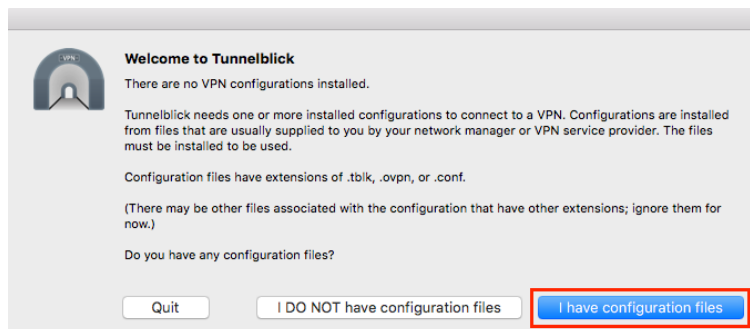 VPN
Welcome to Tunnelblick
There are no VPN configurations installed.
Tunnelblick needs one or more installed configurations to connect to a VPN. Configurations are installed
from files that are usually supplied to you by your network manager or VPN service provider. The files
must be installed to be used.
Configuration files have extensions of .tblk, .ovpn, or .conf.
(There may be other files associated with the configuration that have other extensions; ignore them for
now.)
Do you have any configuration files?
Quit
I DO NOT have configuration files
I have configuration files